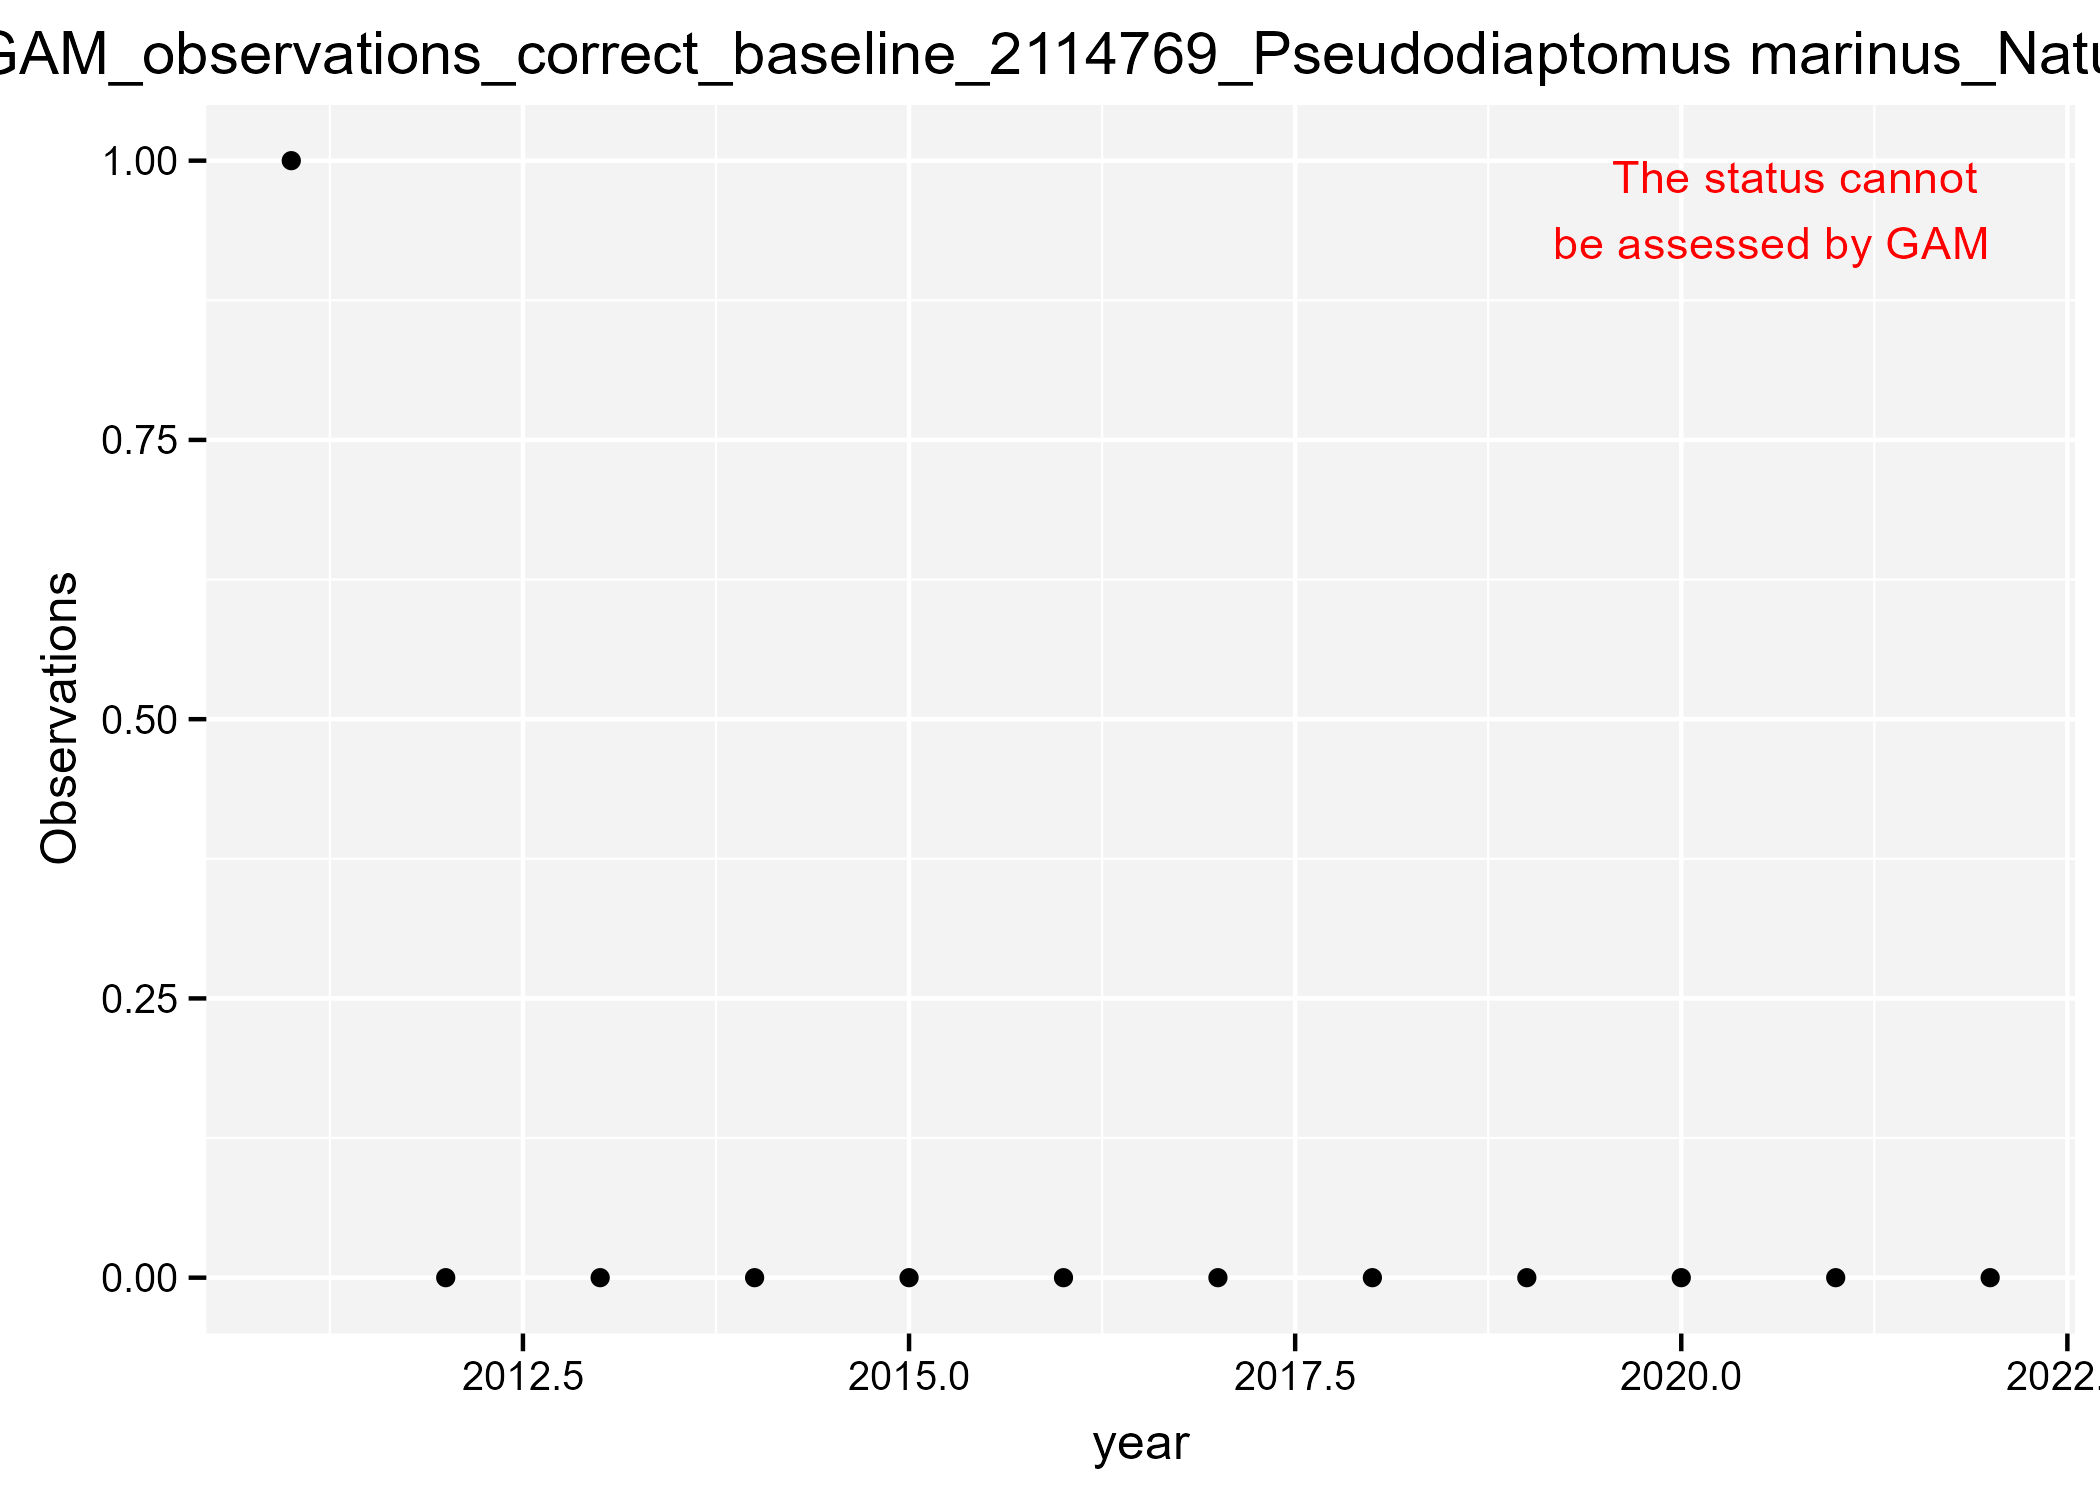 GAM_observations_correct_baseline_2114769_Pseudodiaptomus marinus_Natu
The status cannot
be assessed by GAM
1.00
0.75
0.50
0.25
0.00
Observations
2012.5
2015.0
2017.5
2020.0
2022.
year